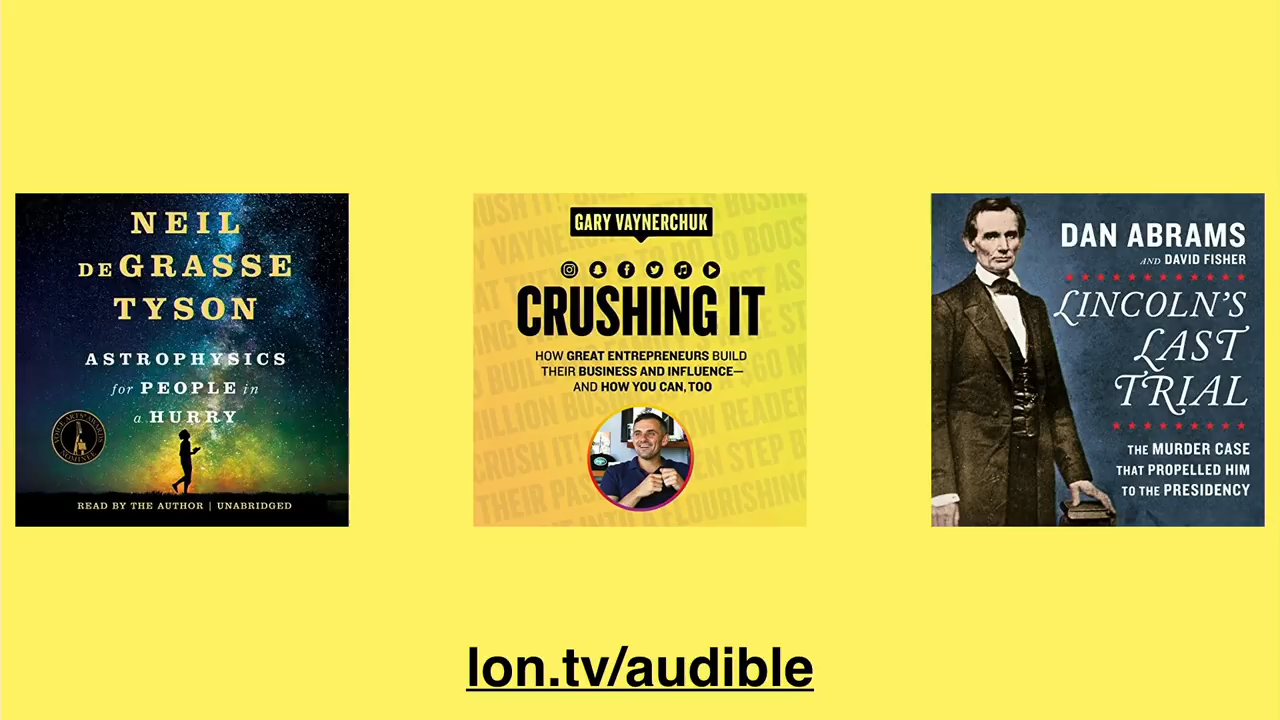 NEIL
DEGRASSE
TYSON
ASTROPHYSICS
for PEOPLE in
a HURRY
READ BY THE AUTHOR | UNABRIDGED
GARY VAYNERCHUK
CRUSHING IT
HOW GREAT ENTREPRENEURS BUILD
THEIR BUSINESS AND INFLUENCE—
AND HOW YOU CAN, TOO
DAN ABRAMS
AND DAVID FISHER
LINCOLN'S
LAST
TRIAL
THE MURDER CASE
THAT PROPELLED HIM
TO THE PRESIDENCY
lon.tv/audible